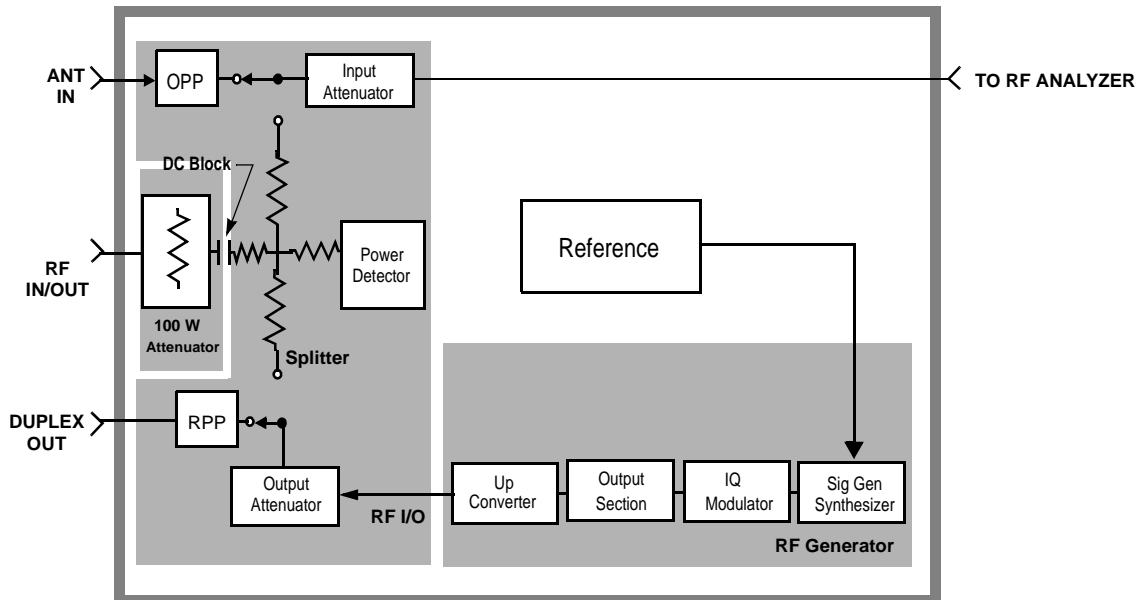 ANT
IN
OPP
Input
Attenuator
TO RF ANALYZER
DC Block
RF
IN/OUT
100 W
Attenuator
Power
Detector
Reference
Splitter
DUPLEX
OUT
RPP
Output
Attenuator
RF I/O
Up
Converter
Output
Section
IQ
Modulator
Sig Gen
Synthesizer
RF Generator